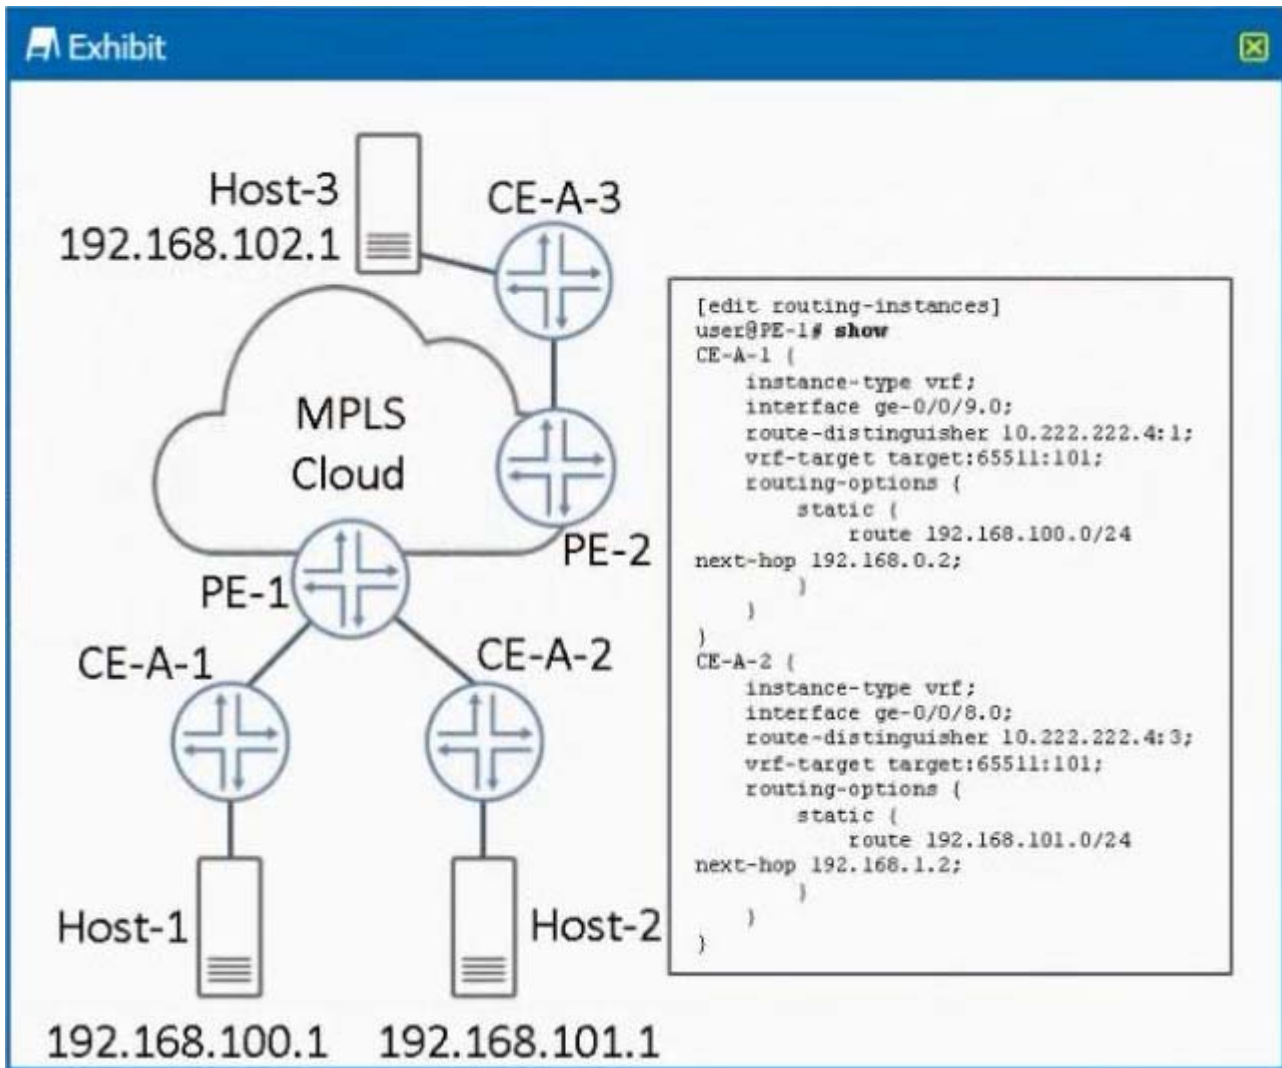 Exhibit
Host-3
192.168.102.1
CE-A-3
MPLS
Cloud
PE-2
PE-1
CE-A-1
CE-A-2
Host-1
Host-2
192.168.100.1
192.168.101.1
[edit routing-instances]
user@PE-1# show
CE-A-1 {
    instance-type vrf;
    interface ge-0/0/9.0;
    route-distinguisher 10.222.222.4:1;
    vrf-target target:65511:101;
    routing-options {
        static {
            route 192.168.100.0/24
next-hop 192.168.0.2;
        }
    }
}
CE-A-2 {
    instance-type vrf;
    interface ge-0/0/8.0;
    route-distinguisher 10.222.222.4:3;
    vrf-target target:65511:101;
    routing-options {
        static {
            route 192.168.101.0/24
next-hop 192.168.1.2;
        }
    }
}